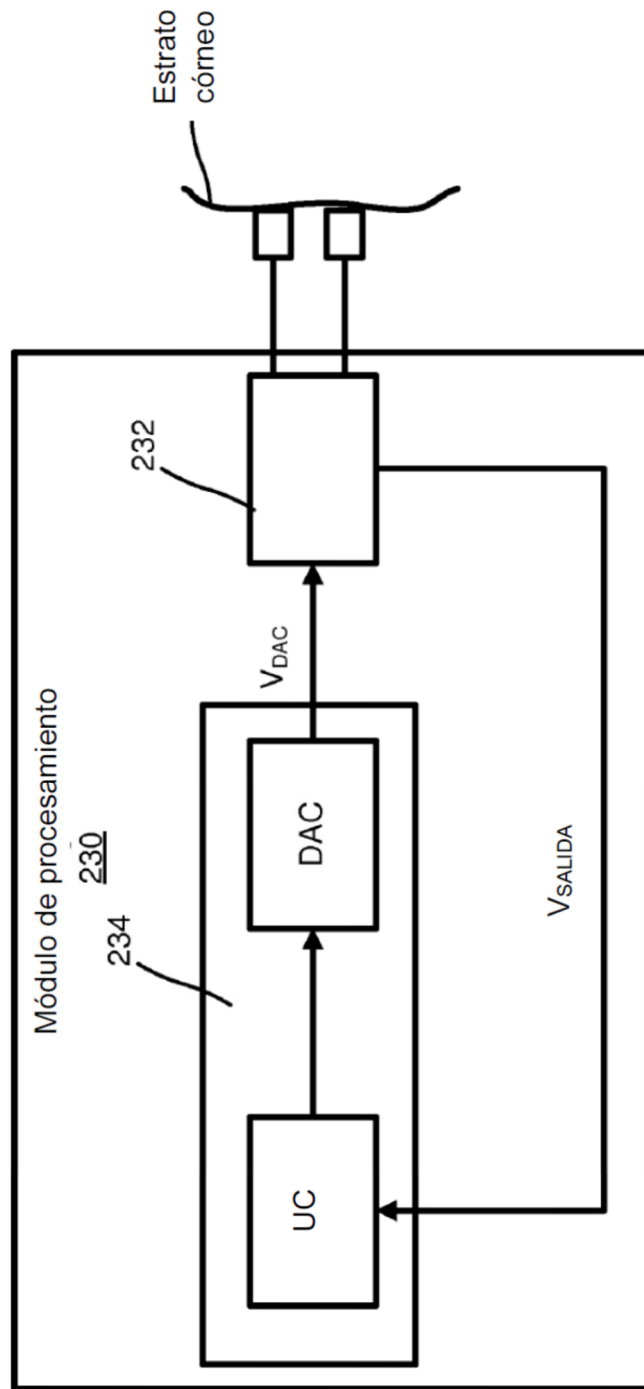 Módulo de procesamiento
230
234
UC
DAC
VDAC
232
VSALIDA
Estrato
córneo